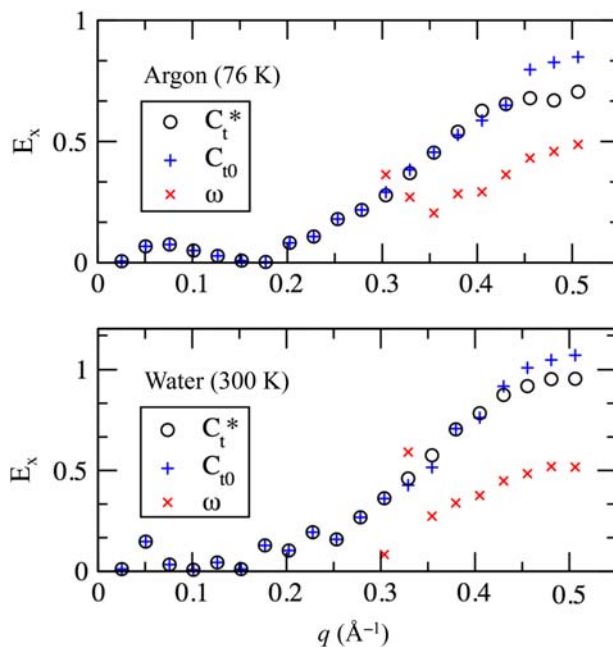 1
Argon (76 K)
C_t*
E_x
0.5
C_t0
ω
0
0
0.1
0.2
0.3
0.4
0.5
1
Water (300 K)
C_t*
E_x
0.5
C_t0
ω
0
0
0.1
0.2
0.3
0.4
0.5
q (Å⁻¹)